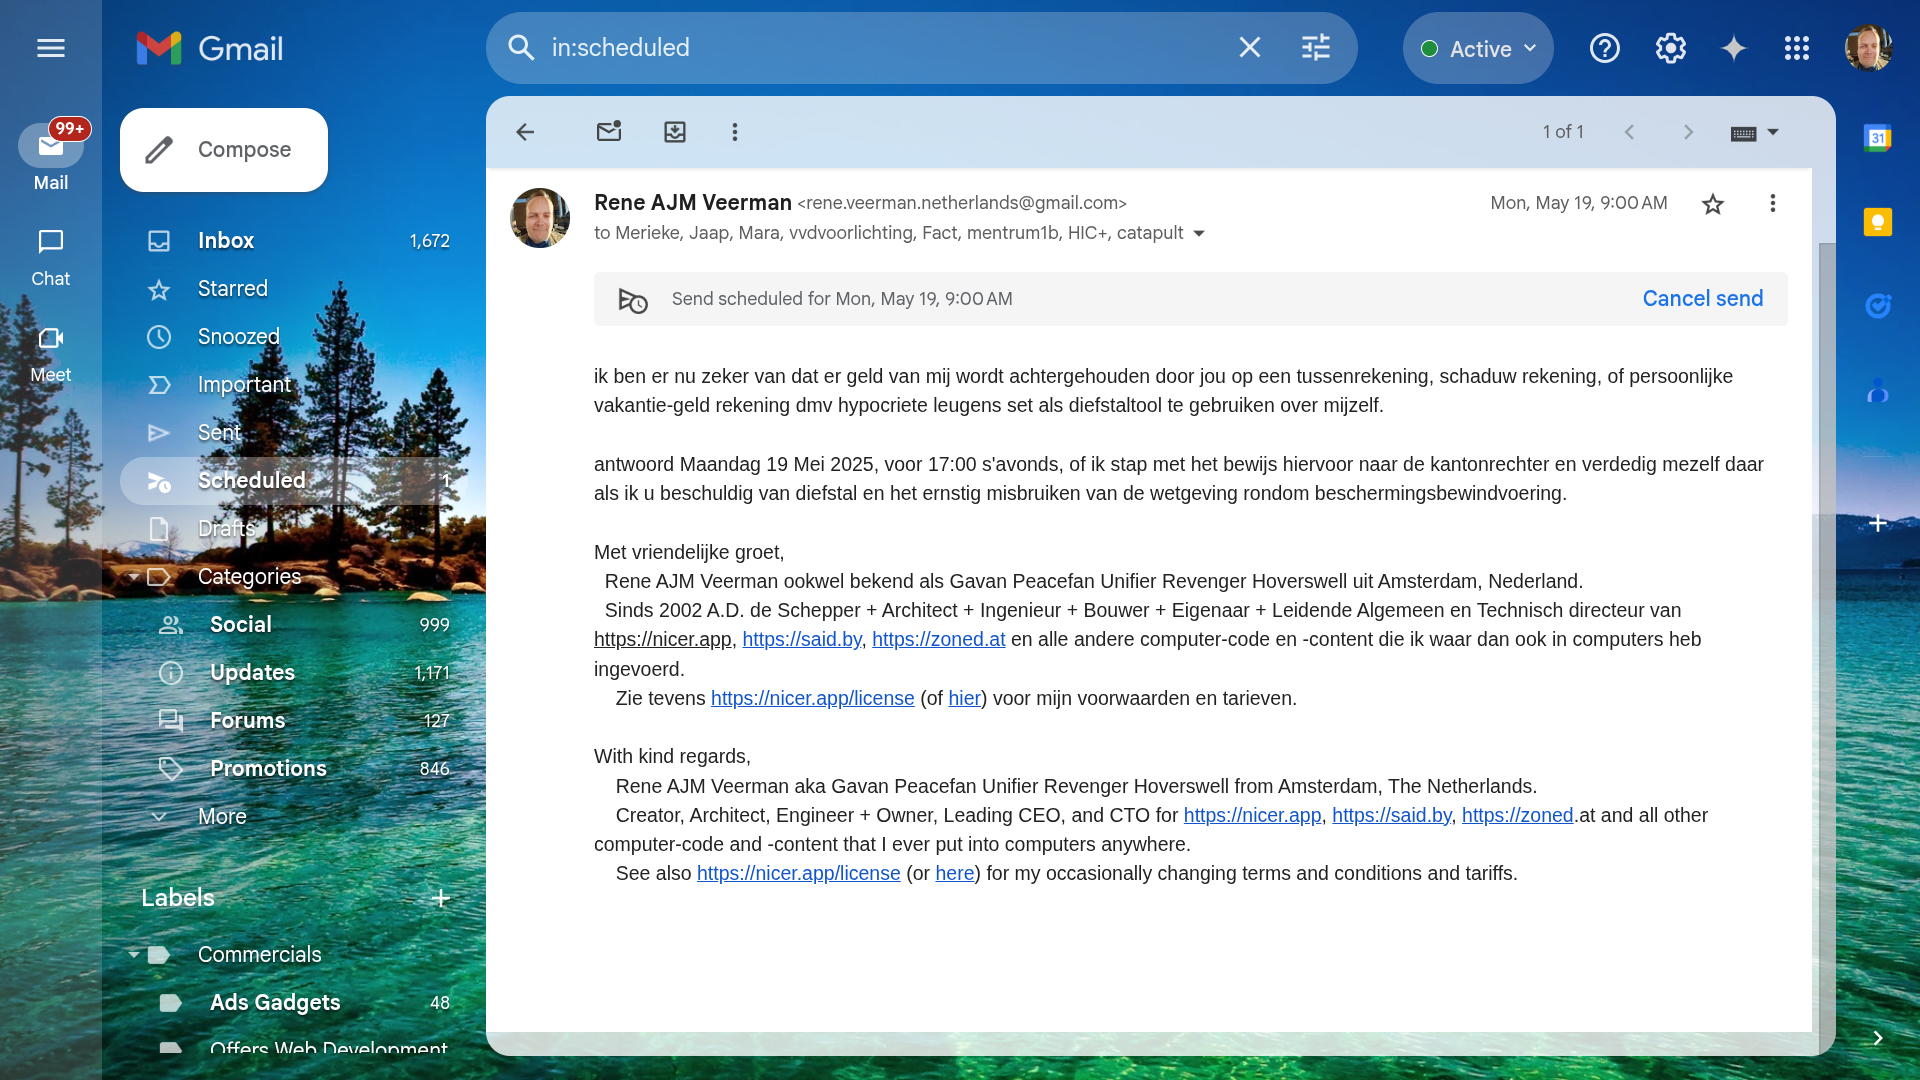 Gmail
in:scheduled
Active
99+
Mail
Chat
Meet
Compose
Inbox 1,672
Starred
Snoozed
Important
Sent
Scheduled 1
Drafts
Categories
Social 999
Updates 1,171
Forums 127
Promotions 846
More
Labels
Commercials
Ads Gadgets 48
Offers Web Development
1 of 1
31
Rene AJM Veerman <rene.veerman.netherlands@gmail.com>
Mon, May 19, 9:00 AM
to Merieke, Jaap, Mara, vvdvoorlichting, Fact, mentrum1b, HIC+, catapult
Send scheduled for Mon, May 19, 9:00 AM
Cancel send
ik ben er nu zeker van dat er geld van mij wordt achtergehouden door jou op een tussenrekening, schaduw rekening, of persoonlijke
vakantie-geld rekening dmv hypocriete leugens set als diefstaltool te gebruiken over mijzelf.
antwoord Maandag 19 Mei 2025, voor 17:00 s'avonds, of ik stap met het bewijs hiervoor naar de kantonrechter en verdedig mezelf daar
als ik u beschuldig van diefstal en het ernstig misbruiken van de wetgeving rondom beschermingsbewindvoering.
Met vriendelijke groet,
Rene AJM Veerman ookwel bekend als Gavan Peacefan Unifier Revenger Hoverswell uit Amsterdam, Nederland.
Sinds 2002 A.D. de Schepper + Architect + Ingenieur + Bouwer + Eigenaar + Leidende Algemeen en Technisch directeur van
https://nicer.app, https://said.by, https://zoned.at en alle andere computer-code en -content die ik waar dan ook in computers heb
ingevoerd.
Zie tevens https://nicer.app/license (of hier) voor mijn voorwaarden en tarieven.
With kind regards,
Rene AJM Veerman aka Gavan Peacefan Unifier Revenger Hoverswell from Amsterdam, The Netherlands.
Creator, Architect, Engineer + Owner, Leading CEO, and CTO for https://nicer.app, https://said.by, https://zoned.at and all other
computer-code and -content that I ever put into computers anywhere.
See also https://nicer.app/license (or here) for my occasionally changing terms and conditions and tariffs.